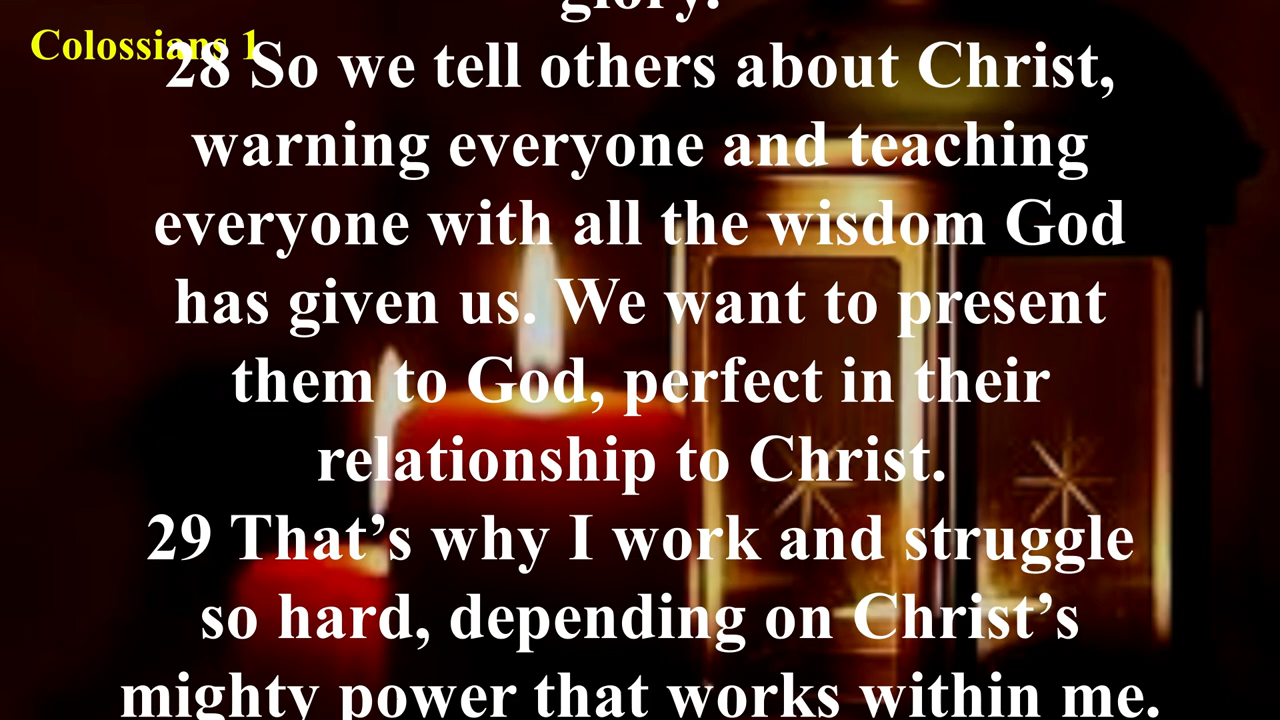 glory.
Colossians 1
28 So we tell others about Christ,
warning everyone and teaching
everyone with all the wisdom God
has given us. We want to present
them to God, perfect in their
relationship to Christ.
29 That’s why I work and struggle
so hard, depending on Christ’s
mighty power that works within me.